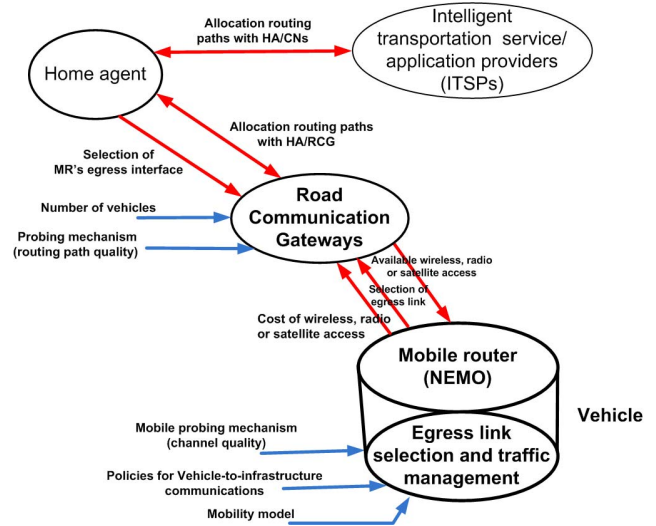 Allocation routing
paths with HA/CNs
Intelligent
transportation service/
application providers
(ITSPs)
Home agent
Allocation routing paths
with HA/RCG
Selection of
MR's egress interface
Road
Communication
Gateways
Number of vehicles
Probing mechanism
(routing path quality)
Available wireless, radio
or satellite access
Selection of
egress link
Cost of wireless, radio
or satellite access
Mobile router
(NEMO)
Vehicle
Mobile probing mechanism
(channel quality)
Egress link
selection and traffic
management
Policies for Vehicle-to-infrastructure
communications
Mobility model